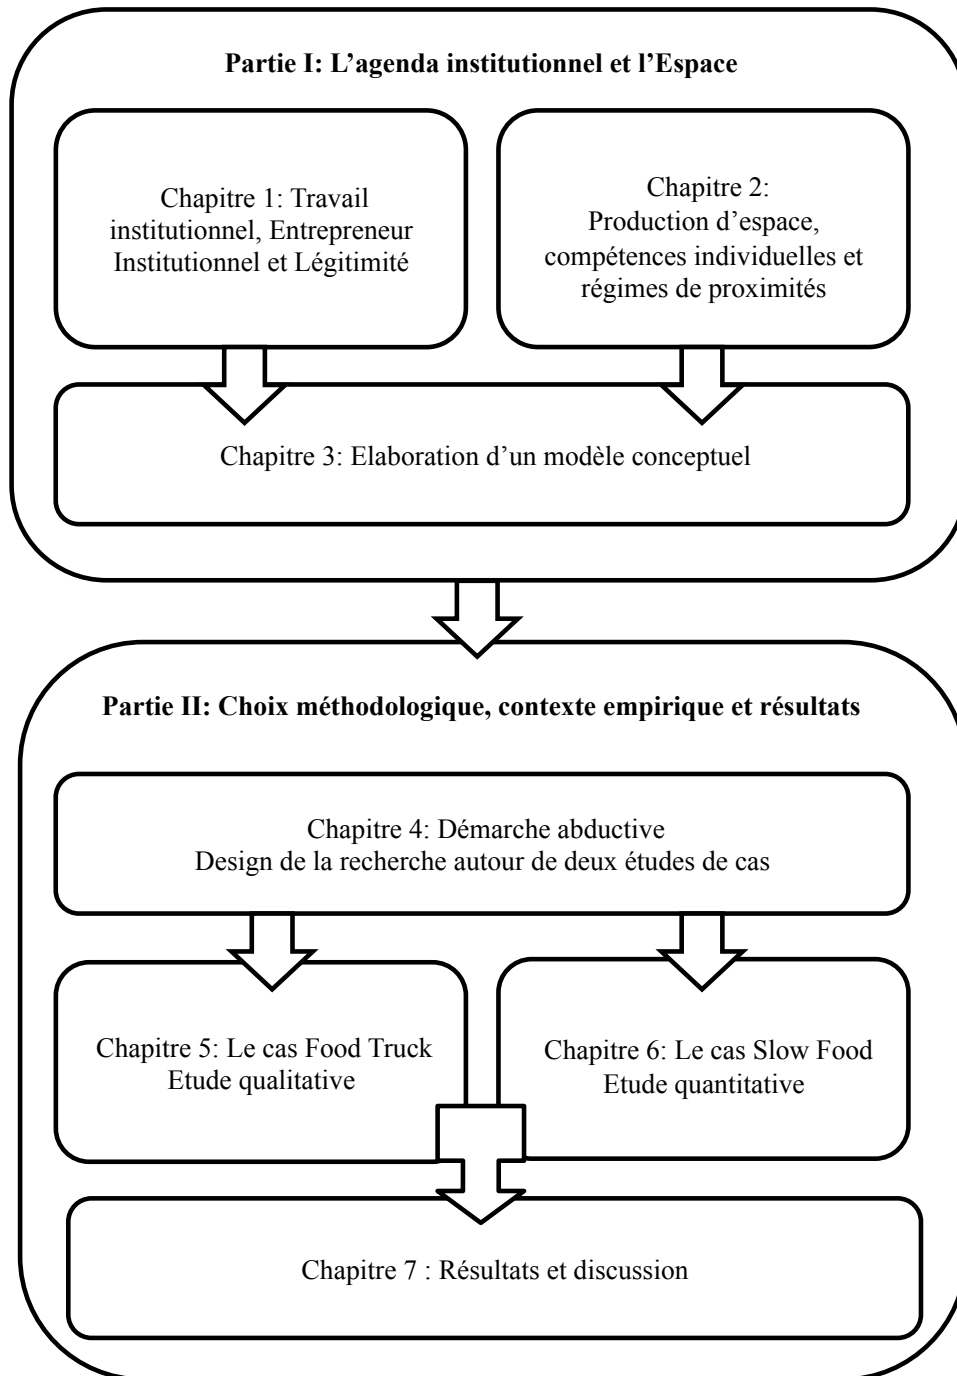 Partie I: L’agenda institutionnel et l’Espace
Chapitre 1: Travail
institutionnel, Entrepreneur
Institutionnel et Légitimité
Chapitre 2:
Production d’espace,
compétences individuelles et
régimes de proximités
Chapitre 3: Elaboration d’un modèle conceptuel
Partie II: Choix méthodologique, contexte empirique et résultats
Chapitre 4: Démarche abductive
Design de la recherche autour de deux études de cas
Chapitre 5: Le cas Food Truck
Etude qualitative
Chapitre 6: Le cas Slow Food
Etude quantitative
Chapitre 7 : Résultats et discussion